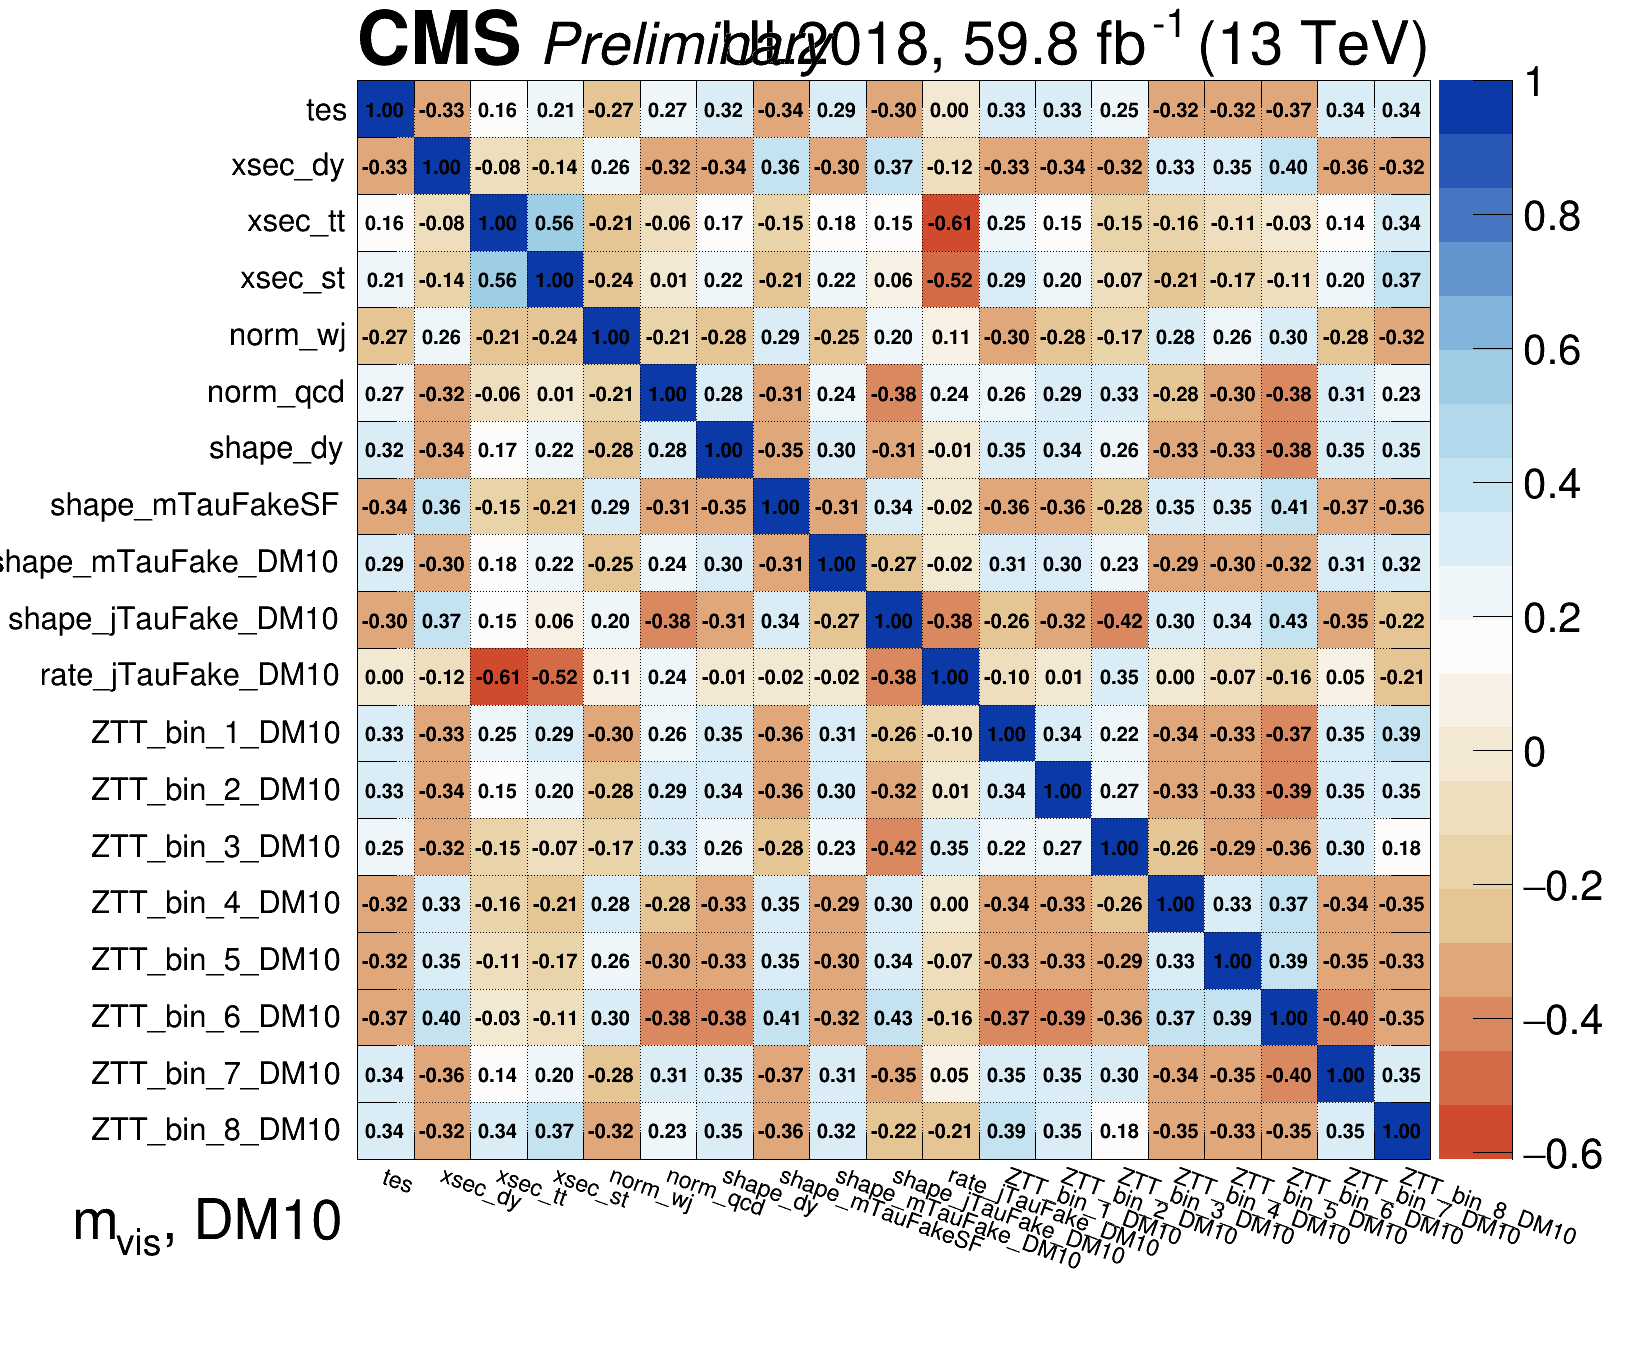 CMS Preliminary UL2018, 59.8 fb-1 (13 TeV)
tes 1.00 -0.33 0.16 0.21 -0.27 0.27 0.32 -0.34 0.29 -0.30 0.00 0.33 0.33 0.25 -0.32 -0.32 -0.37 0.34 0.34
xsec_dy -0.33 1.00 -0.08 -0.14 0.26 -0.32 -0.34 0.36 -0.30 0.37 -0.12 -0.33 -0.34 -0.32 0.33 0.35 0.40 -0.36 -0.32
xsec_tt 0.16 -0.08 1.00 0.56 -0.21 -0.06 0.17 -0.15 0.18 0.15 -0.61 0.25 0.15 -0.15 -0.16 -0.11 -0.03 0.14 0.34
xsec_st 0.21 -0.14 0.56 1.00 -0.24 0.01 0.22 -0.21 0.22 0.06 -0.52 0.29 0.20 -0.07 -0.21 -0.17 -0.11 0.20 0.37
norm_wj -0.27 0.26 -0.21 -0.24 1.00 -0.21 -0.28 0.29 -0.25 0.20 0.11 -0.30 -0.28 -0.17 0.28 0.26 0.30 -0.28 -0.32
norm_qcd 0.27 -0.32 -0.06 0.01 -0.21 1.00 0.28 -0.31 0.24 -0.38 0.24 0.26 0.29 0.33 -0.28 -0.30 -0.38 0.31 0.23
shape_dy 0.32 -0.34 0.17 0.22 -0.28 0.28 1.00 -0.35 0.30 -0.31 -0.01 0.35 0.34 0.26 -0.33 -0.33 -0.38 0.35 0.35
shape_mTauFakeSF -0.34 0.36 -0.15 -0.21 0.29 -0.31 -0.35 1.00 -0.31 0.34 -0.02 -0.36 -0.36 -0.28 0.35 0.35 0.41 -0.37 -0.36
shape_mTauFake_DM10 0.29 -0.30 0.18 0.22 -0.25 0.24 0.30 -0.31 1.00 -0.27 -0.02 0.31 0.30 0.23 -0.29 -0.30 -0.32 0.31 0.32
shape_jTauFake_DM10 -0.30 0.37 0.15 0.06 0.20 -0.38 -0.31 0.34 -0.27 1.00 -0.38 -0.26 -0.32 -0.42 0.30 0.34 0.43 -0.35 -0.22
rate_jTauFake_DM10 0.00 -0.12 -0.61 -0.52 0.11 0.24 -0.01 -0.02 -0.02 -0.38 1.00 -0.10 0.01 0.35 0.00 -0.07 -0.16 0.05 -0.21
ZTT_bin_1_DM10 0.33 -0.33 0.25 0.29 -0.30 0.26 0.35 -0.36 0.31 -0.26 -0.10 1.00 0.34 0.22 -0.34 -0.33 -0.37 0.35 0.39
ZTT_bin_2_DM10 0.33 -0.34 0.15 0.20 -0.28 0.29 0.34 -0.36 0.30 -0.32 0.01 0.34 1.00 0.27 -0.33 -0.33 -0.39 0.35 0.35
ZTT_bin_3_DM10 0.25 -0.32 -0.15 -0.07 -0.17 0.33 0.26 -0.28 0.23 -0.42 0.35 0.22 0.27 1.00 -0.26 -0.29 -0.36 0.30 0.18
ZTT_bin_4_DM10 -0.32 0.33 -0.16 -0.21 0.28 -0.28 -0.33 0.35 -0.29 0.30 0.00 -0.34 -0.33 -0.26 1.00 0.33 0.37 -0.34 -0.35
ZTT_bin_5_DM10 -0.32 0.35 -0.11 -0.17 0.26 -0.30 -0.33 0.35 -0.30 0.34 -0.07 -0.33 -0.33 -0.29 0.33 1.00 0.39 -0.35 -0.33
ZTT_bin_6_DM10 -0.37 0.40 -0.03 -0.11 0.30 -0.38 -0.38 0.41 -0.32 0.43 -0.16 -0.37 -0.39 -0.36 0.37 0.39 1.00 -0.40 -0.35
ZTT_bin_7_DM10 0.34 -0.36 0.14 0.20 -0.28 0.31 0.35 -0.37 0.31 -0.35 0.05 0.35 0.35 0.30 -0.34 -0.35 -0.40 1.00 0.35
ZTT_bin_8_DM10 0.34 -0.32 0.34 0.37 -0.32 0.23 0.35 -0.36 0.32 -0.22 -0.21 0.39 0.35 0.18 -0.35 -0.33 -0.35 0.35 1.00
tes
xsec_dy
xsec_tt
xsec_st
norm_wj
norm_qcd
shape_dy
shape_mTauFakeSF
shape_mTauFake_DM10
shape_jTauFake_DM10
rate_jTauFake_DM10
ZTT_bin_1_DM10
ZTT_bin_2_DM10
ZTT_bin_3_DM10
ZTT_bin_4_DM10
ZTT_bin_5_DM10
ZTT_bin_6_DM10
ZTT_bin_7_DM10
ZTT_bin_8_DM10
mvis, DM10
1
0.8
0.6
0.4
0.2
0
−0.2
−0.4
−0.6